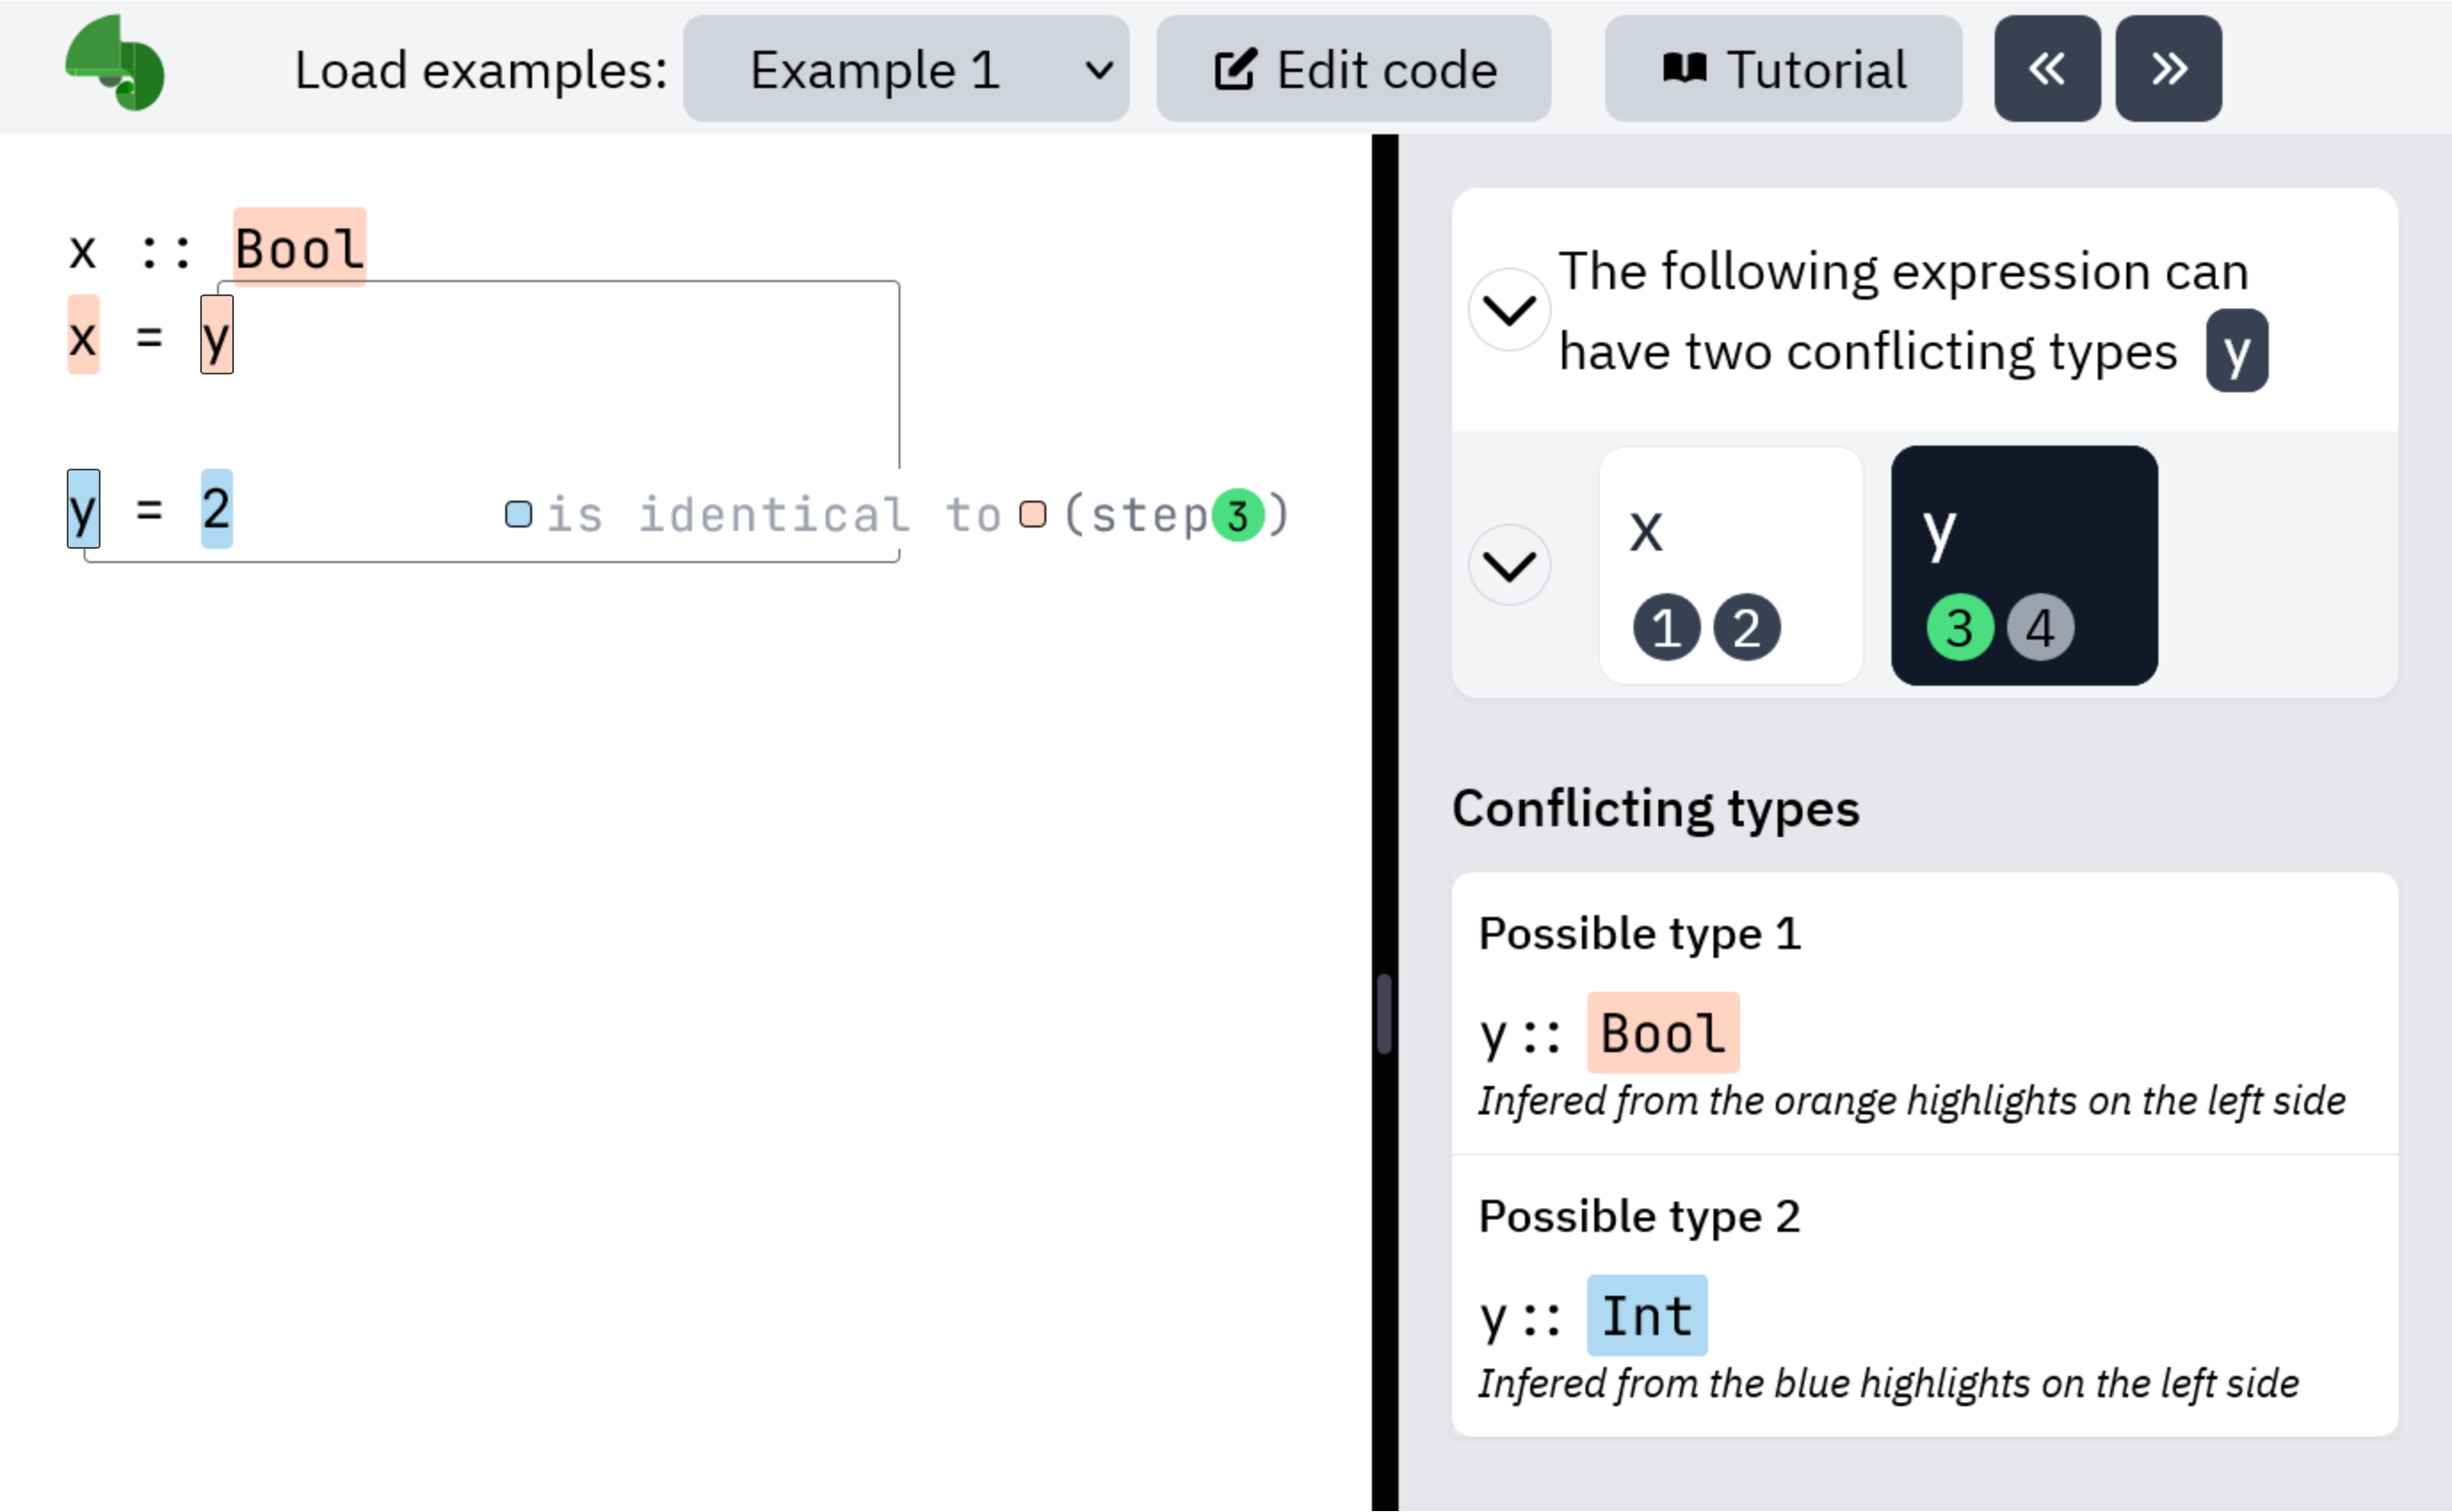 Load examples: Example 1 Edit code Tutorial « »
x :: Bool
x = y
y = 2 is identical to (step 3)
The following expression can
have two conflicting types y
x y
1 2 3 4
Conflicting types
Possible type 1
y :: Bool
Infered from the orange highlights on the left side
Possible type 2
y :: Int
Infered from the blue highlights on the left side